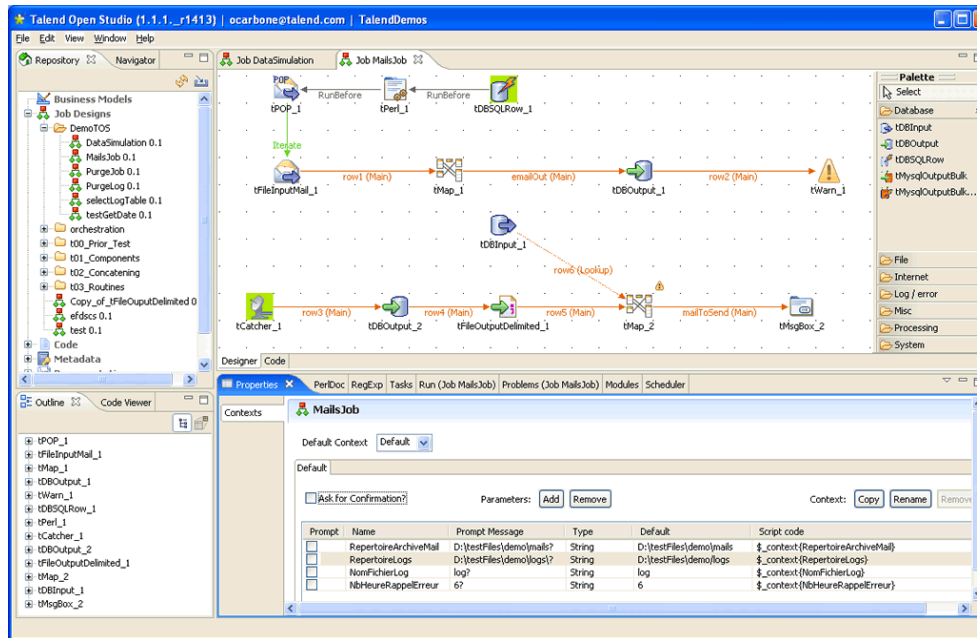 Talend Open Studio (1.1.1._r1413) | ocarbone@talend.com | TalendDemos
File Edit View Window Help
Repository Navigator
Business Models
Job Designs
DemoTOS
DataSimulation 0.1
MailsJob 0.1
PurgeJob 0.1
PurgeLog 0.1
selectLogTable 0.1
testGetDate 0.1
orchestration
t00_Prior_Test
t01_Components
t02_Concatening
t03_Routines
Copy_of_tFileOuputDelimited 0
efdscs 0.1
test 0.1
Code
Metadata
Job DataSimulation Job MailsJob
POP
tPOP_1
RunBefore
tPerl_1
RunBefore
tDBSQLRow_1
Iterate
tFileInputMail_1
row1 (Main)
tMap_1
emailOut (Main)
tDBOutput_1
row2 (Main)
tWarn_1
tDBInput_1
row6 (Lookup)
tCatcher_1
row3 (Main)
tDBOutput_2
row4 (Main)
tFileOutputDelimited_1
row5 (Main)
tMap_2
mailToSend (Main)
tMsgBox_2
Designer Code
Palette
Select
Database
tDBInput
tDBOutput
tDBSQLRow
tMysqlOutputBulk
tMysqlOutputBulk...
File
Internet
Log / error
Misc
Processing
System
Outline Code Viewer
tPOP_1
tFileInputMail_1
tMap_1
tDBOutput_1
tWarn_1
tDBSQLRow_1
tPerl_1
tCatcher_1
tDBOutput_2
tFileOutputDelimited_1
tMap_2
tDBInput_1
tMsgBox_2
Properties PerlDoc RegExp Tasks Run (Job MailsJob) Problems (Job MailsJob) Modules Scheduler
Contexts
MailsJob
Default Context Default
Default
Ask for Confirmation? Parameters: Add Remove Context: Copy Rename Remove
Prompt Name Prompt Message Type Default Script code
RepertoireArchiveMail D:\testFiles\demo\mails? String D:\testFiles\demo\mails $_context{RepertoireArchiveMail}
RepertoireLogs D:\testFiles\demo\logs\? String D:\testFiles\demo/logs $_context{RepertoireLogs}
NomFichierLog log? String log $_context{NomFichierLog}
NbHeureRappelErreur 6? String 6 $_context{NbHeureRappelErreur}